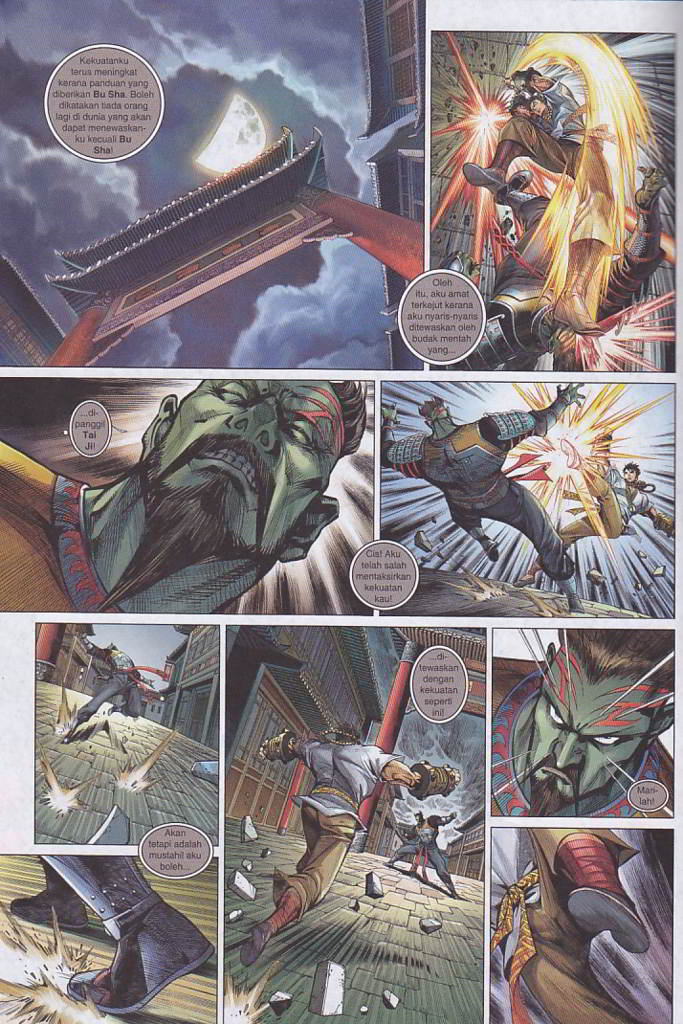 Kekuatanku
terus meningkat
kerana panduan yang
diberikan Bu Sha. Boleh
dikatakan tiada orang
lagi di dunia yang akan
dapat menewaskan-
ku kecuali Bu
Sha!
Oleh
itu, aku amat
terkejut kerana
aku nyaris-nyaris
ditewaskan oleh
budak mentah
yang...
...di-
panggil
Tai
Ji!
Cis! Aku
telah salah
mentaksirkan
kekuatan
kau!
Akan
tetapi adalah
mustahil aku
boleh...
...di-
tewaskan
dengan
kekuatan
seperti
ini!
Mari-
lah!